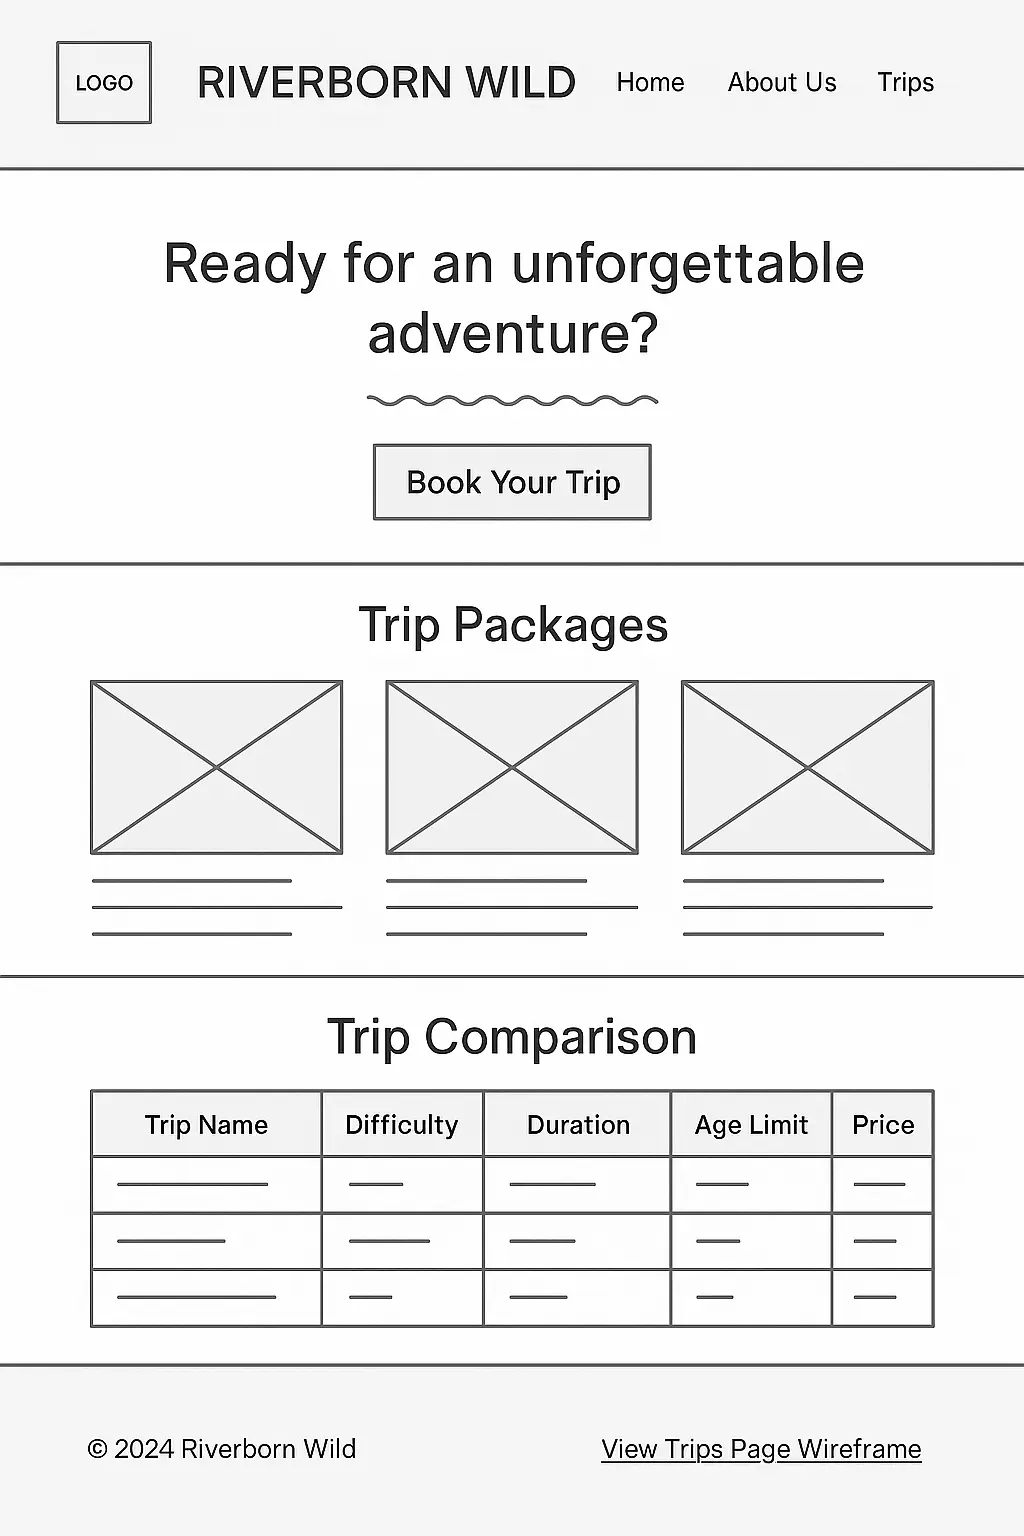 LOGO
RIVERBORN WILD
Home
About Us
Trips
Ready for an unforgettable
adventure?
Book Your Trip
Trip Packages
Trip Comparison
Trip Name
Difficulty
Duration
Age Limit
Price
© 2024 Riverborn Wild
View Trips Page Wireframe